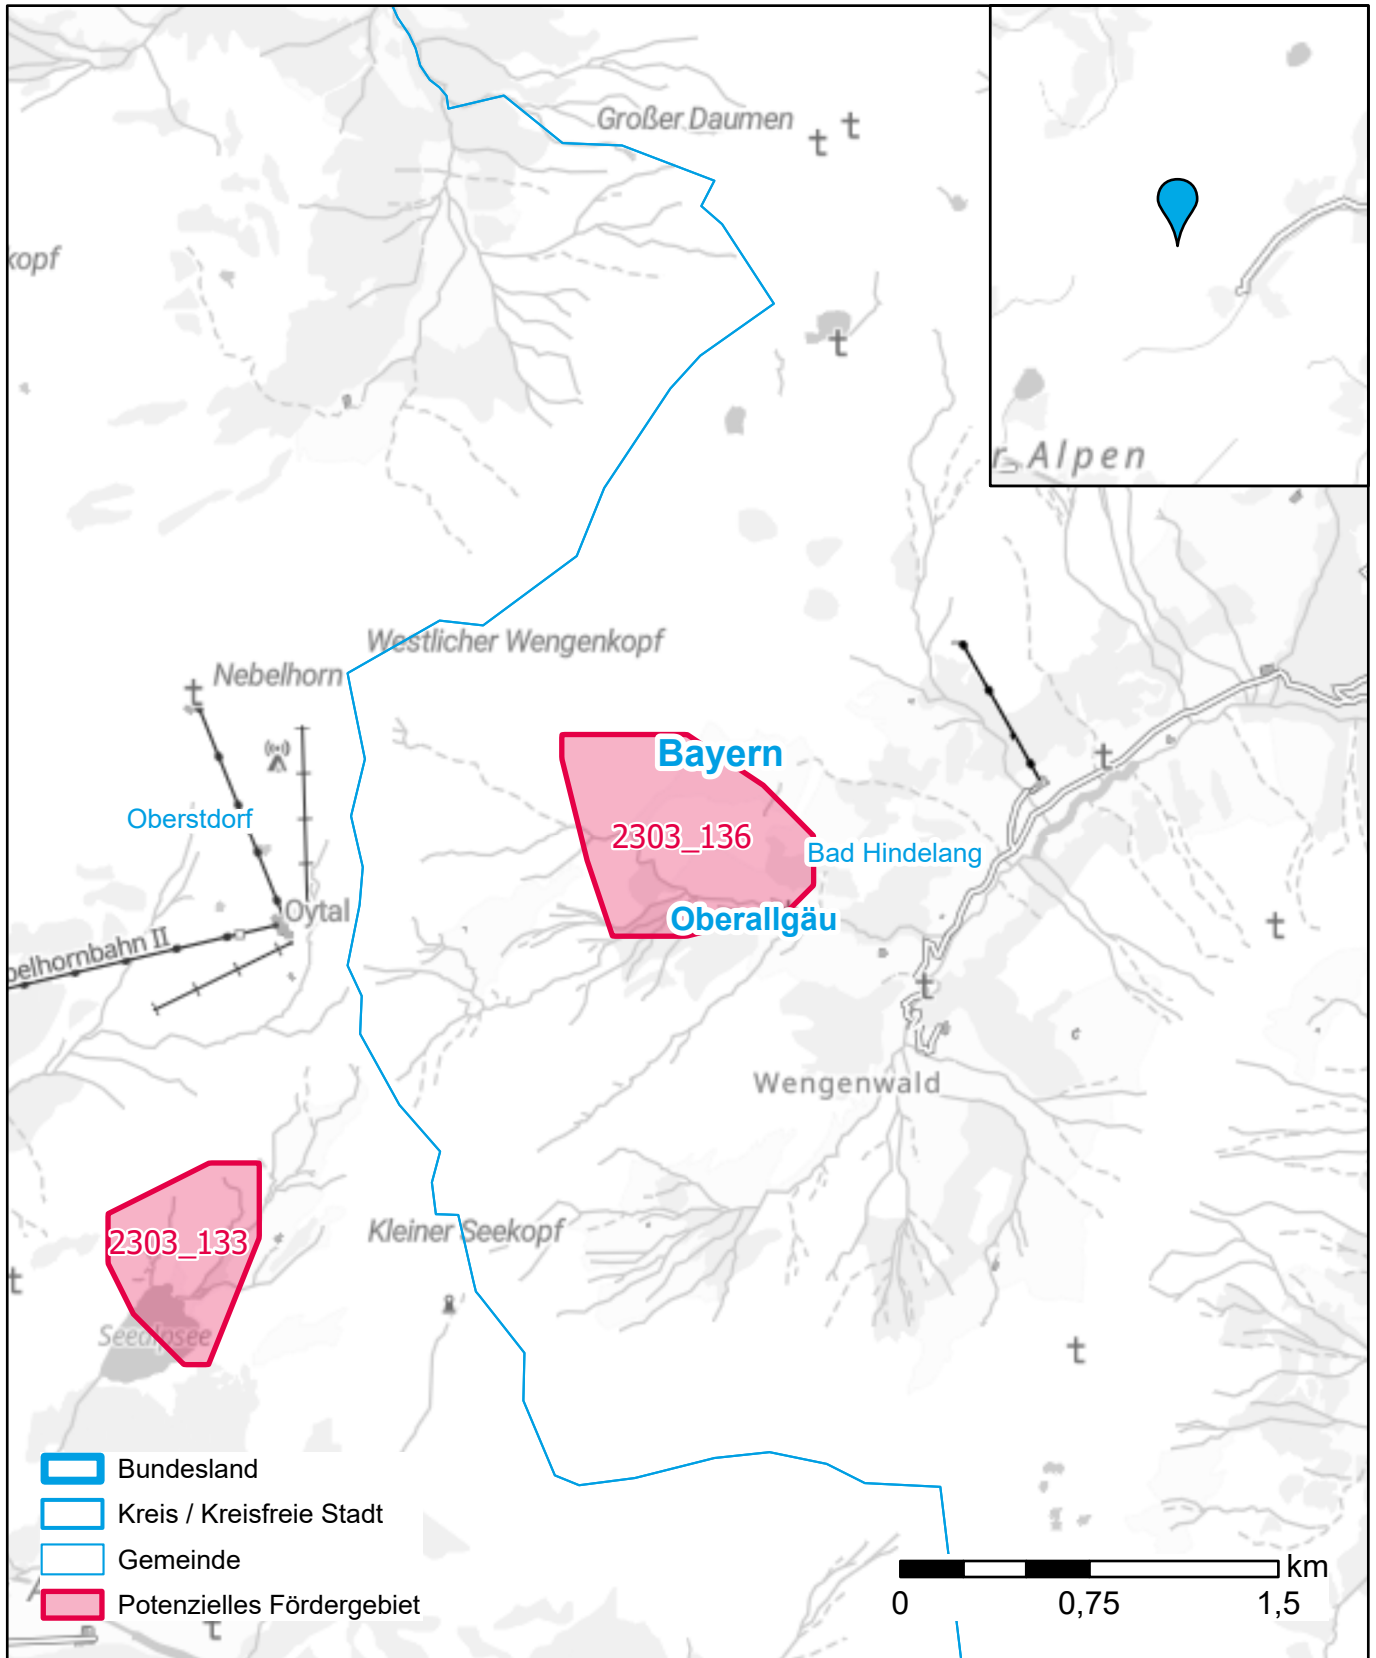 Großer Daumen
kopf
r Alpen
Westlicher Wengenkopf
Nebelhorn
Bayern
Oberstdorf
2303_136
Bad Hindelang
Oytal
Oberallgäu
belhornbahn II
Wengenwald
Kleiner Seekopf
2303_133
Seealpsee
Bundesland
Kreis / Kreisfreie Stadt
Gemeinde
Potenzielles Fördergebiet
km
0 0,75 1,5